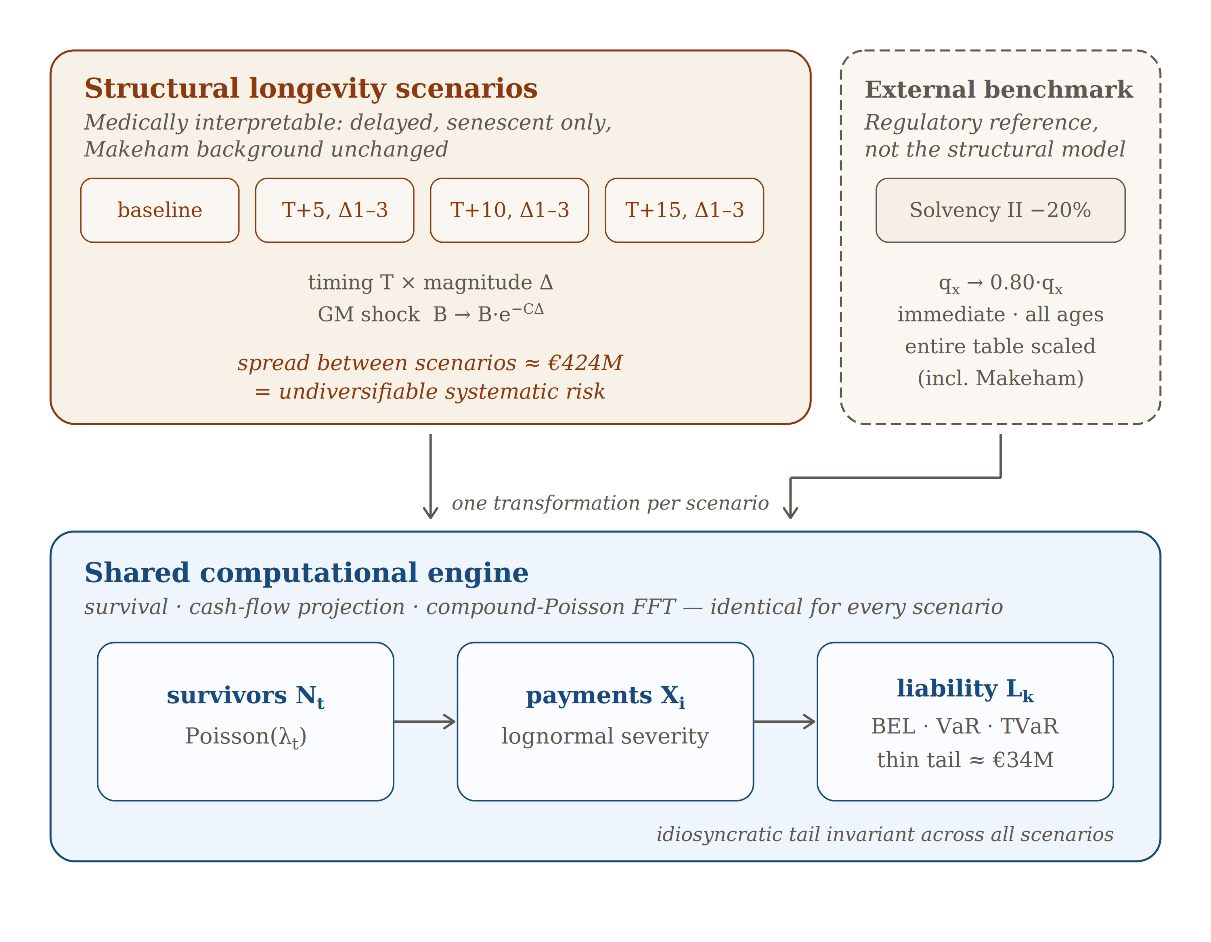 Structural longevity scenarios
Medically interpretable: delayed, senescent only,
Makeham background unchanged
baseline
T+5, Δ1–3
T+10, Δ1–3
T+15, Δ1–3
timing T × magnitude Δ
GM shock B → B·e⁻ᶜᐃ
spread between scenarios ≈ €424M
= undiversifiable systematic risk
External benchmark
Regulatory reference,
not the structural model
Solvency II −20%
qₓ → 0.80·qₓ
immediate · all ages
entire table scaled
(incl. Makeham)
one transformation per scenario
Shared computational engine
survival · cash-flow projection · compound-Poisson FFT — identical for every scenario
survivors Nₜ
Poisson(λₜ)
payments Xᵢ
lognormal severity
liability Lₖ
BEL · VaR · TVaR
thin tail ≈ €34M
idiosyncratic tail invariant across all scenarios